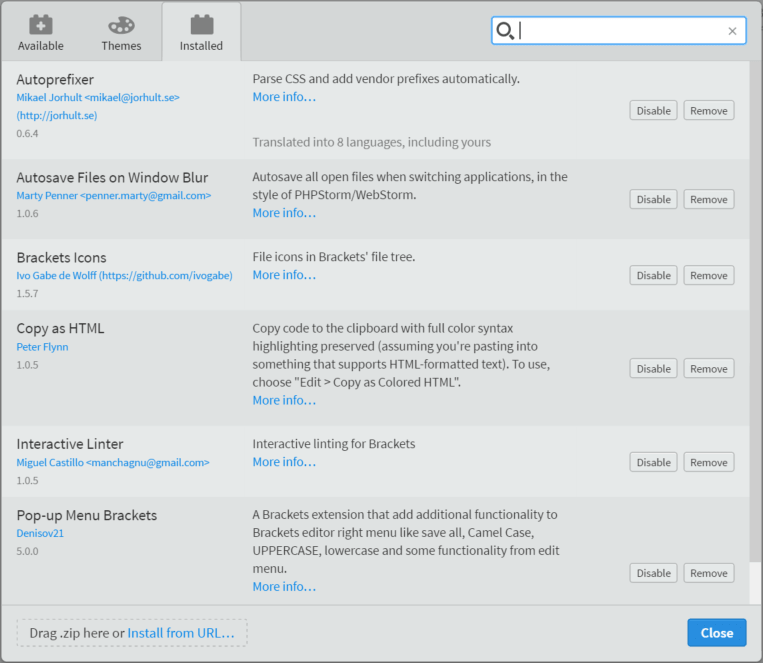 Available
Themes
Installed
Autoprefixer
Mikael Jorhult <mikael@jorhult.se>
(http://jorhult.se)
0.6.4
Parse CSS and add vendor prefixes automatically.
More info…
Translated into 8 languages, including yours
Disable
Remove
Autosave Files on Window Blur
Marty Penner <penner.marty@gmail.com>
1.0.6
Autosave all open files when switching applications, in the
style of PHPStorm/WebStorm.
More info…
Disable
Remove
Brackets Icons
Ivo Gabe de Wolff (https://github.com/ivogabe)
1.5.7
File icons in Brackets' file tree.
More info…
Disable
Remove
Copy as HTML
Peter Flynn
1.0.5
Copy code to the clipboard with full color syntax
highlighting preserved (assuming you're pasting into
something that supports HTML-formatted text). To use,
choose "Edit > Copy as Colored HTML".
More info…
Disable
Remove
Interactive Linter
Miguel Castillo <manchagnu@gmail.com>
1.0.5
Interactive linting for Brackets
More info…
Disable
Remove
Pop-up Menu Brackets
Denisov21
5.0.0
A Brackets extension that add additional functionality to
Brackets editor right menu like save all, Camel Case,
UPPERCASE, lowercase and some functionality from edit
menu.
More info…
Disable
Remove
Drag .zip here or Install from URL…
Close